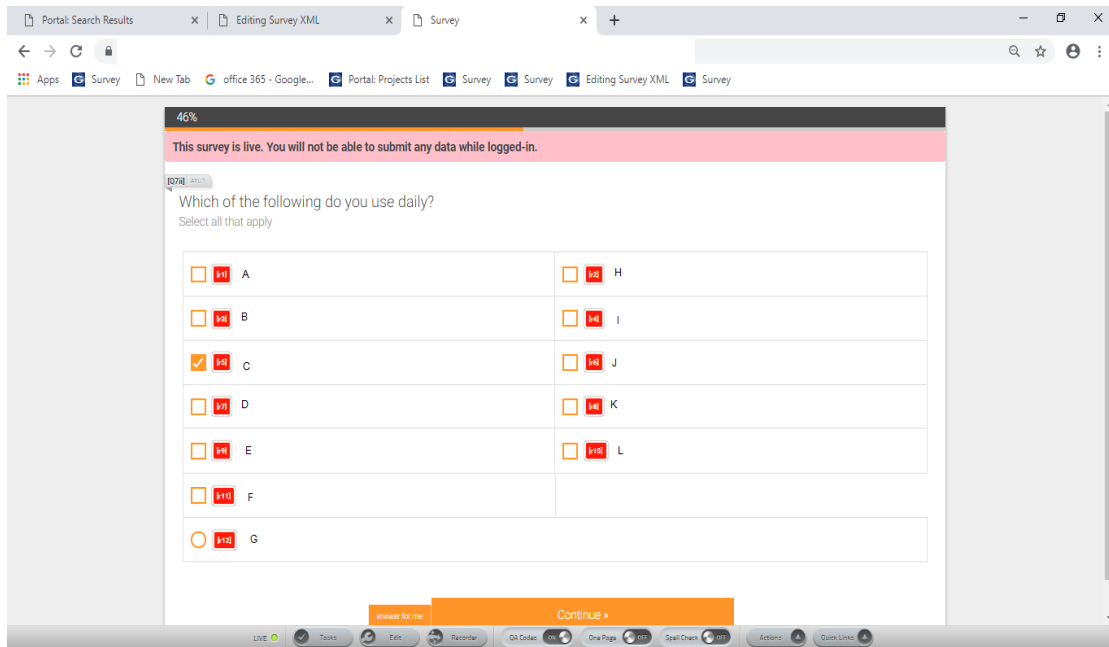 Portal: Search Results Editing Survey XML Survey
Apps Survey New Tab office 365 - Google... Portal: Projects List Survey Survey Editing Survey XML Survey
46%
This survey is live. You will not be able to submit any data while logged-in.
[Q7ii]
Which of the following do you use daily?
Select all that apply
[r1] A [r2] H
[r3] B [r4] I
[r5] C [r6] J
[r7] D [r8] K
[r9] E [r10] L
[r11] F
[r12] G
answer for me Continue »
LIVE Tasks Edit Recorder QA Codes ON One Page OFF Spell Check OFF Actions Quick Links